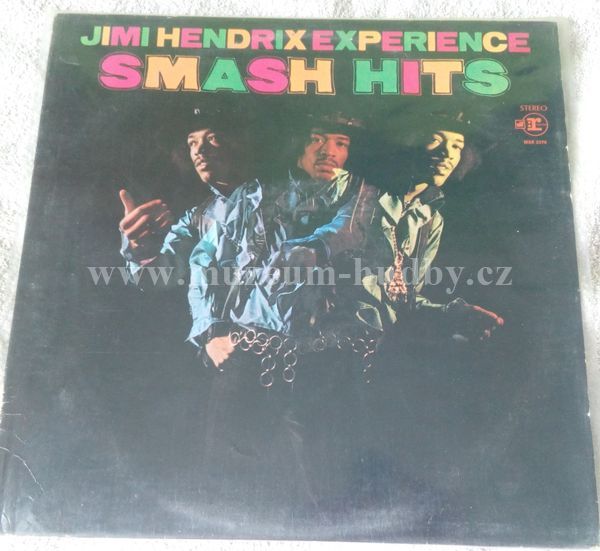 JIMI HENDRIX EXPERIENCE
SMASH HITS
STEREO
r
www.muzeum-hudby.cz